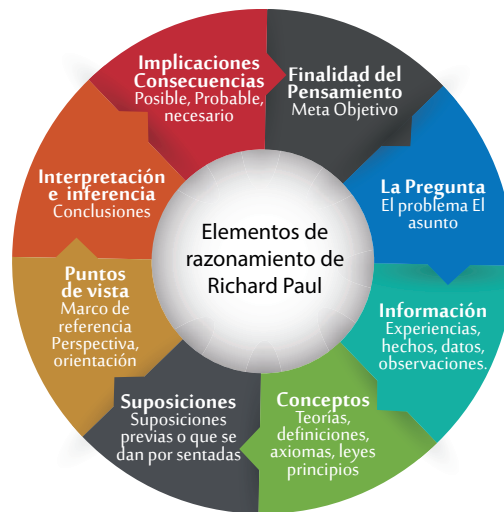 Elementos de
razonamiento de
Richard Paul
Finalidad del
Pensamiento
Meta Objetivo
La Pregunta
El problema El
asunto
Información
Experiencias,
hechos, datos,
observaciones.
Conceptos
Teorías,
definiciones,
axiomas, leyes
principios
Suposiciones
Suposiciones
previas o que se
dan por sentadas
Puntos
de vista
Marco de
referencia
Perspectiva,
orientación
Interpretación
e inferencia
Conclusiones
Implicaciones
Consecuencias
Posible, Probable,
necesario